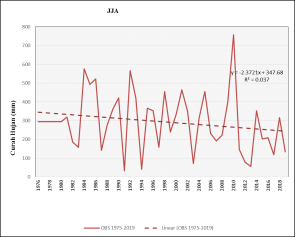 JJA
Curah Hujan (mm)
800
700
600
500
400
300
200
100
0
y = -2.3721x + 347.68
R² = 0.037
1976 1978 1980 1982 1984 1986 1988 1990 1992 1994 1996 1998 2000 2002 2004 2006 2008 2010 2012 2014 2016 2018
OBS 1975-2019 Linear (OBS 1975-2019)